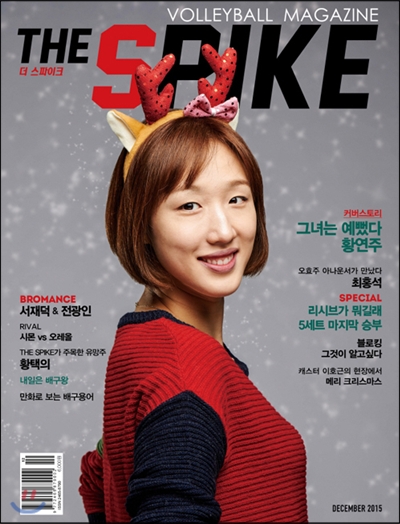 VOLLEYBALL MAGAZINE
THE SPIKE
더 스파이크
커버스토리
그녀는 예뻤다
황연주
오효주 아나운서가 만났다
최홍석
SPECIAL
리시브가 뭐길래
5세트 마지막 승부
블로킹
그것이 알고싶다
캐스터 이호근의 현장에서
메리 크리스마스
BROMANCE
서재덕 & 전광인
RIVAL
시몬 vs 오레올
THE SPIKE가 주목한 유망주
황택의
내일은 배구왕
만화로 보는 배구용어
DECEMBER 2015